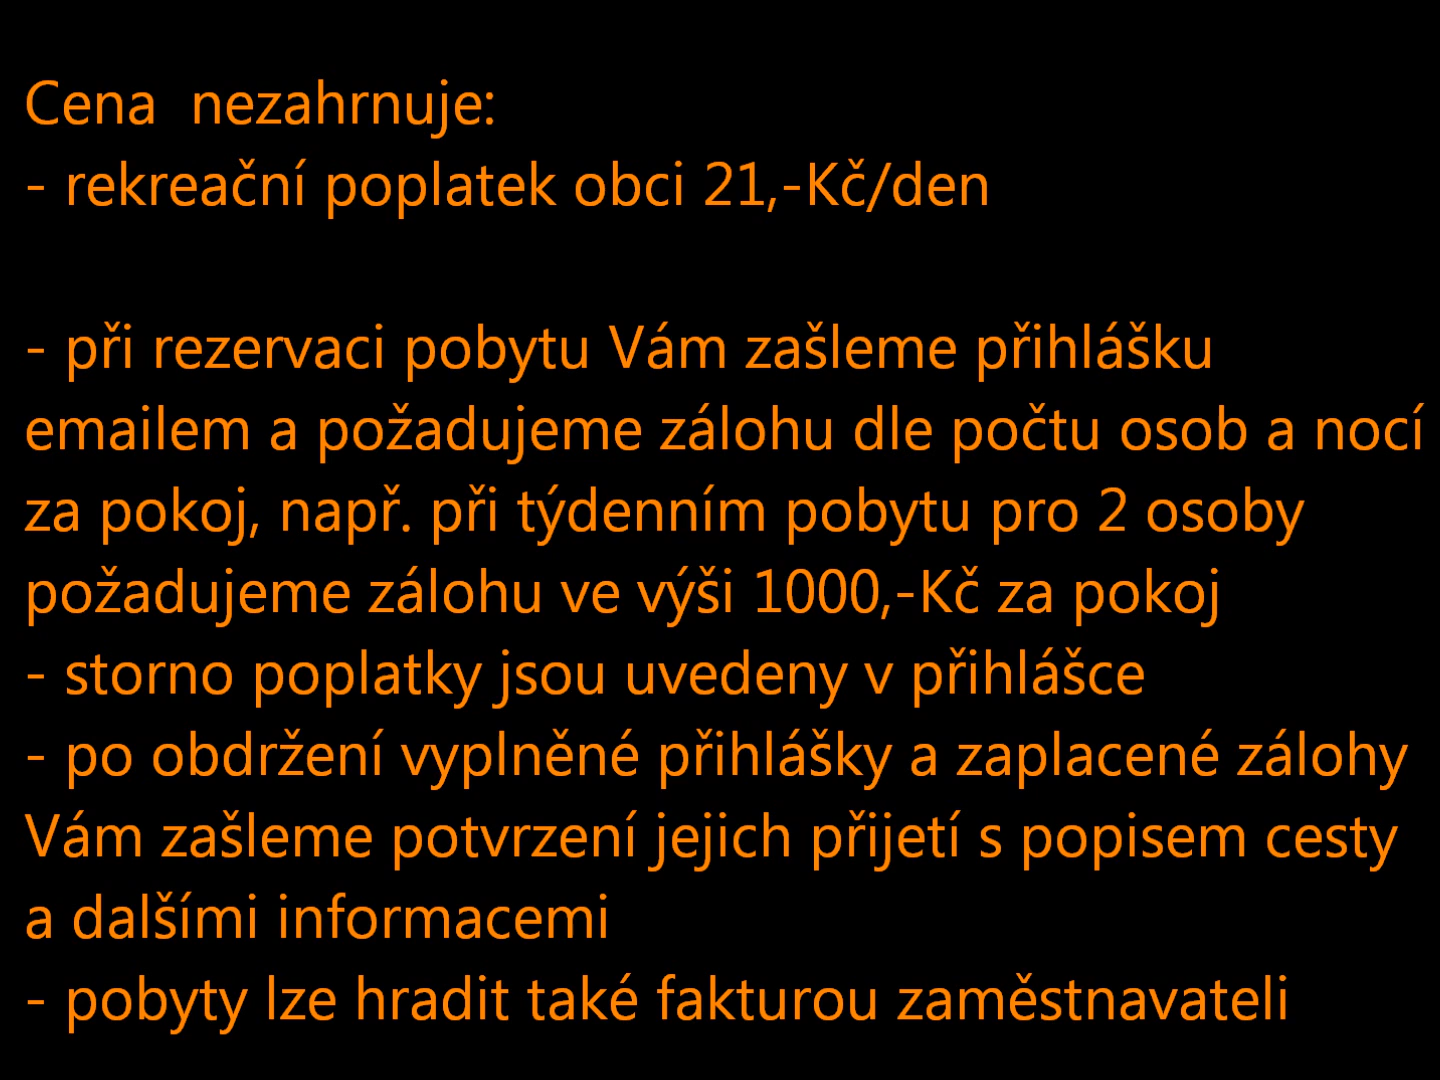 Cena  nezahrnuje:
- rekreační poplatek obci 21,-Kč/den
- při rezervaci pobytu Vám zašleme přihlášku
emailem a požadujeme zálohu dle počtu osob a nocí
za pokoj, např. při týdenním pobytu pro 2 osoby
požadujeme zálohu ve výši 1000,-Kč za pokoj
- storno poplatky jsou uvedeny v přihlášce
- po obdržení vyplněné přihlášky a zaplacené zálohy
Vám zašleme potvrzení jejich přijetí s popisem cesty
a dalšími informacemi
- pobyty lze hradit také fakturou zaměstnavateli